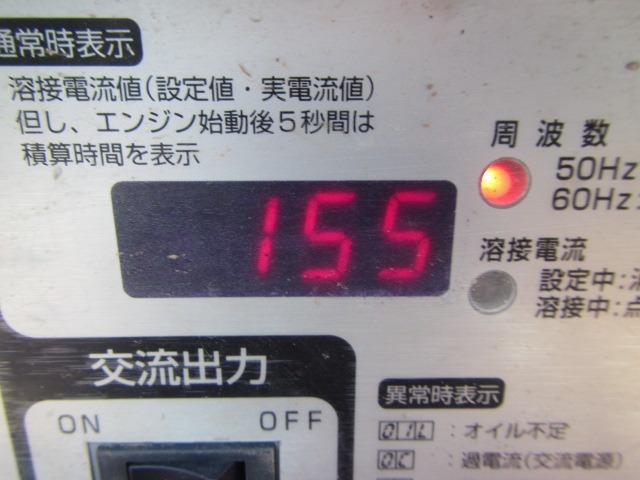 通常時表示
溶接電流値(設定値・実電流値)
但し、エンジン始動後5秒間は
積算時間を表示
155
周波数
50Hz
60Hz:
溶接電流
設定中:消
溶接中:点
交流出力
ON OFF
異常時表示
OIL :オイル不足
OC :過電流(交流電源)